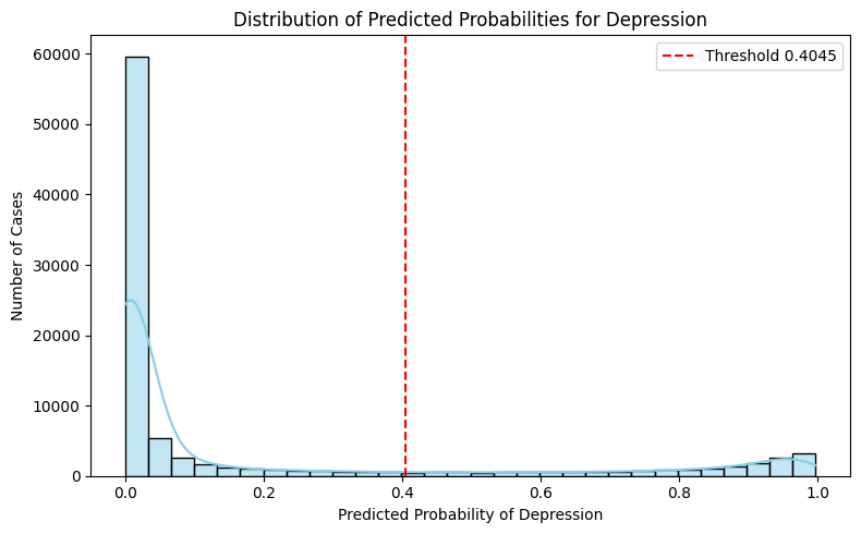 Distribution of Predicted Probabilities for Depression
Threshold 0.4045
Number of Cases
60000
50000
40000
30000
20000
10000
0
0.0 0.2 0.4 0.6 0.8 1.0
Predicted Probability of Depression